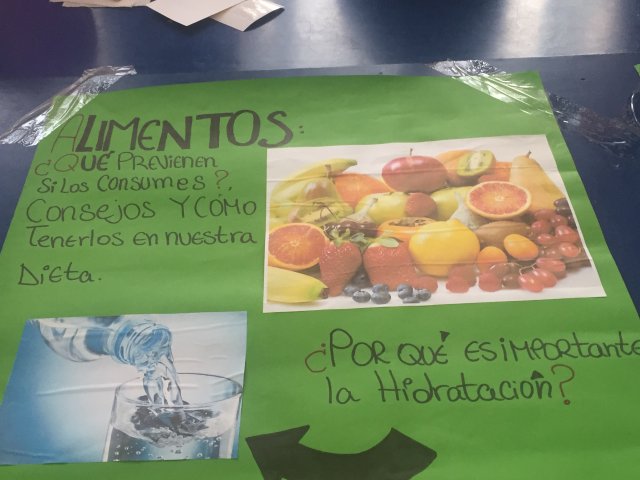 ALIMENTOS:
¿QUÉ PREVIENEN
Si Los CONSUMES?,
CONSEJOS Y CÓMO
TENERLOS EN NUESTRA
DIETA.
¿POR QUÉ ES IMPORTANTE
la HIDRATACIÓN?